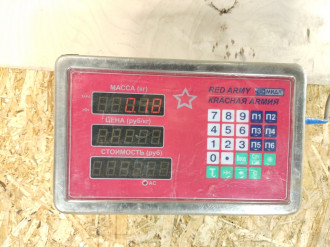 МАССА (кг)
0.18
ЦЕНА (руб/кг)
СТОИМОСТЬ (руб)
RED ARMY
КРАСНАЯ АРМИЯ
7 8 9 П1 П2
4 5 6 П3 П4
1 2 3 П5 П6
0 •
T